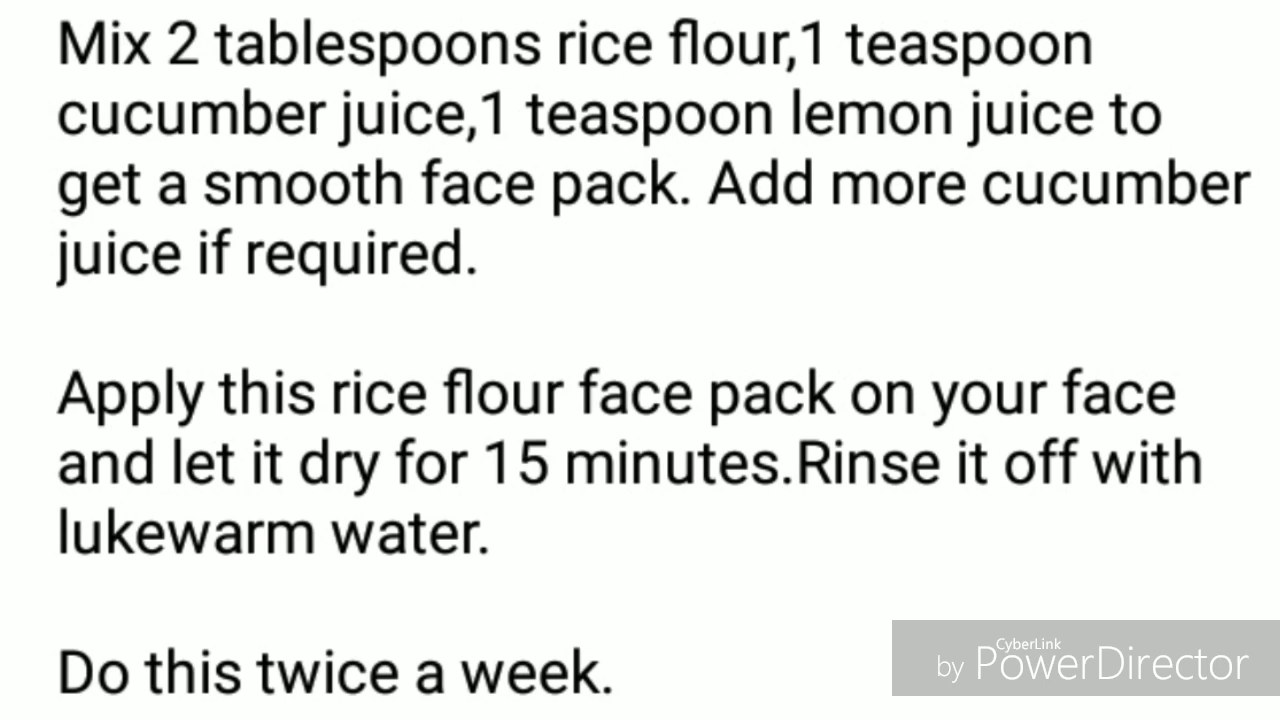 Mix 2 tablespoons rice flour,1 teaspoon
cucumber juice,1 teaspoon lemon juice to
get a smooth face pack. Add more cucumber
juice if required.
Apply this rice flour face pack on your face
and let it dry for 15 minutes.Rinse it off with
lukewarm water.
Do this twice a week.
CyberLink
by PowerDirector